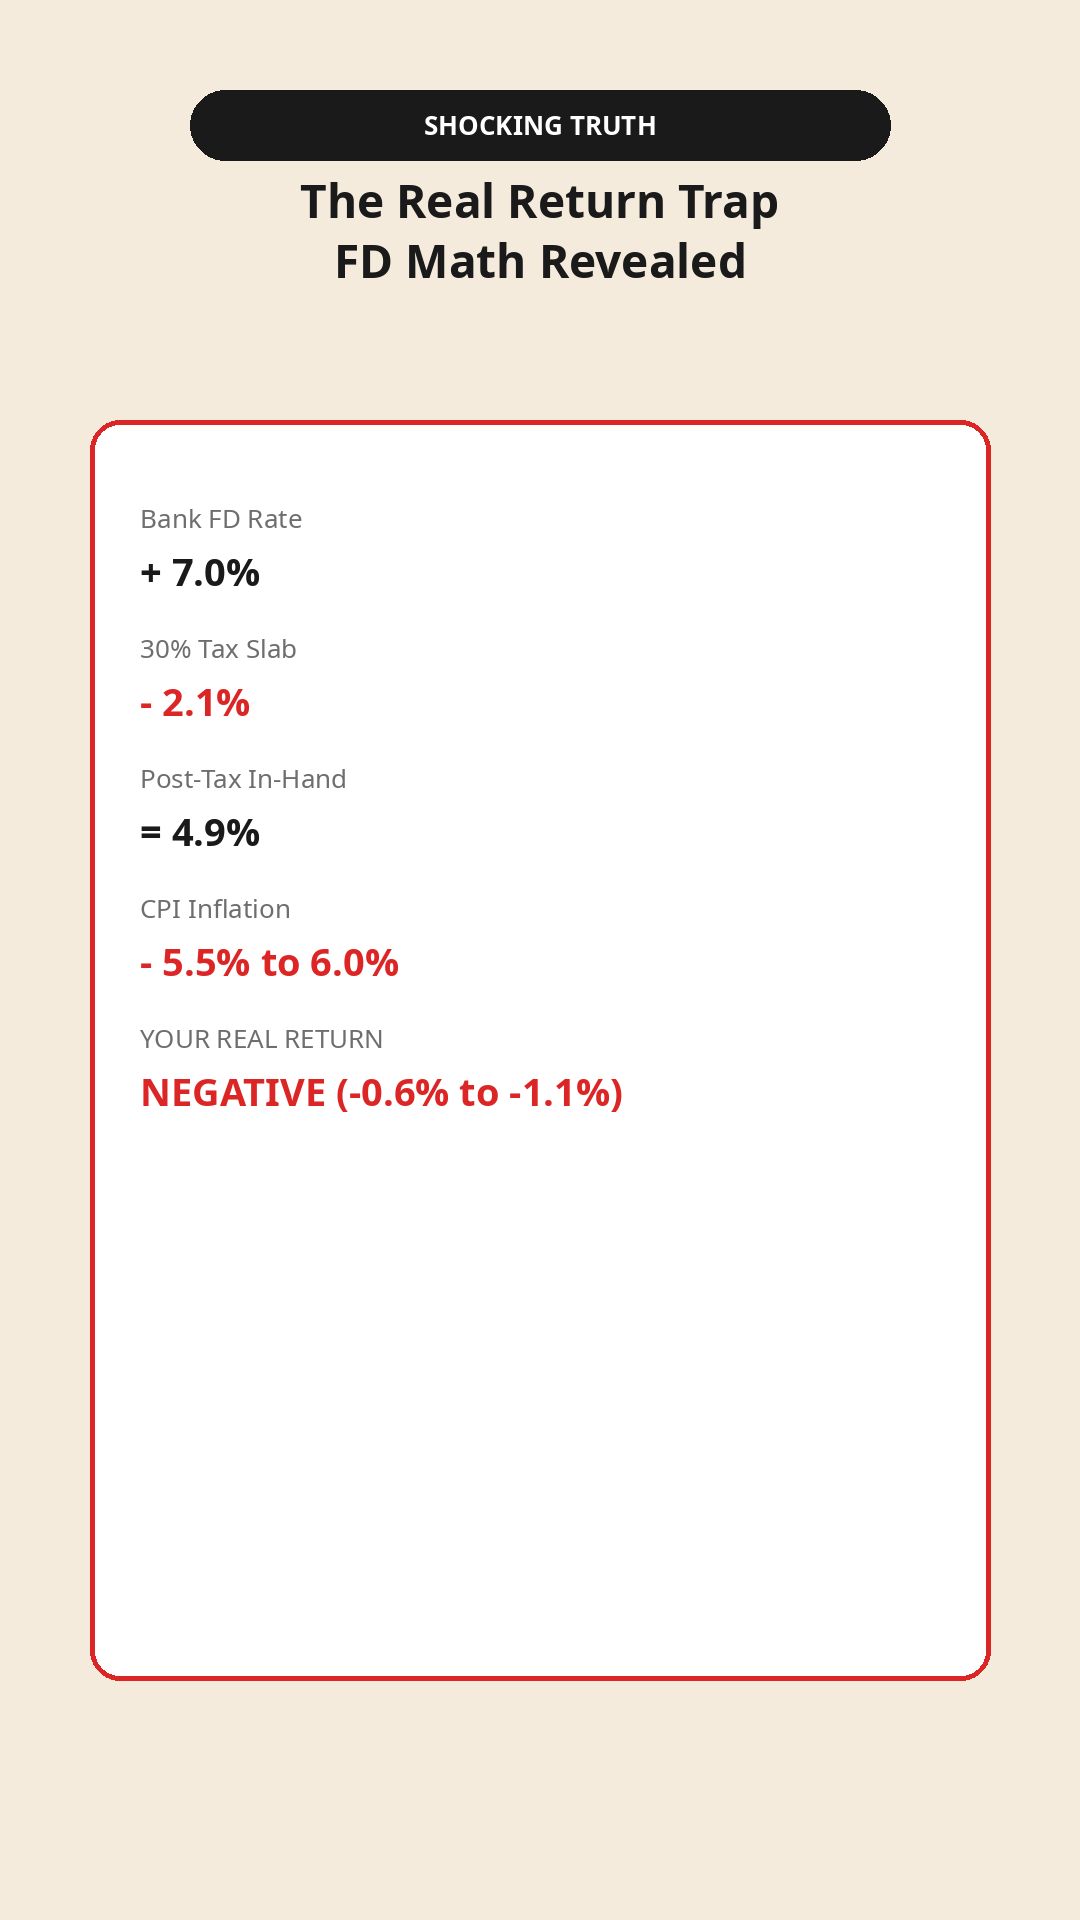 SHOCKING TRUTH
The Real Return Trap
FD Math Revealed
Bank FD Rate
+ 7.0%
30% Tax Slab
- 2.1%
Post-Tax In-Hand
= 4.9%
CPI Inflation
- 5.5% to 6.0%
YOUR REAL RETURN
NEGATIVE (-0.6% to -1.1%)